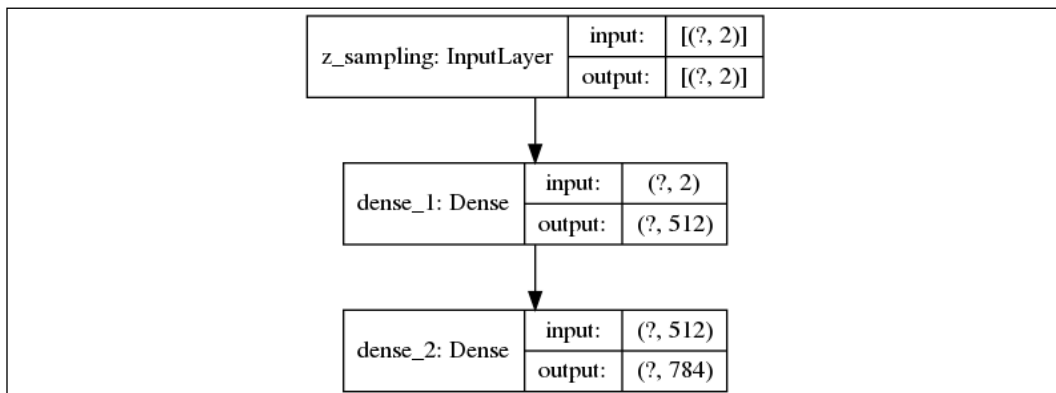 z_sampling: InputLayer
input: [(?, 2)]
output: [(?, 2)]
dense_1: Dense
input: (?, 2)
output: (?, 512)
dense_2: Dense
input: (?, 512)
output: (?, 784)